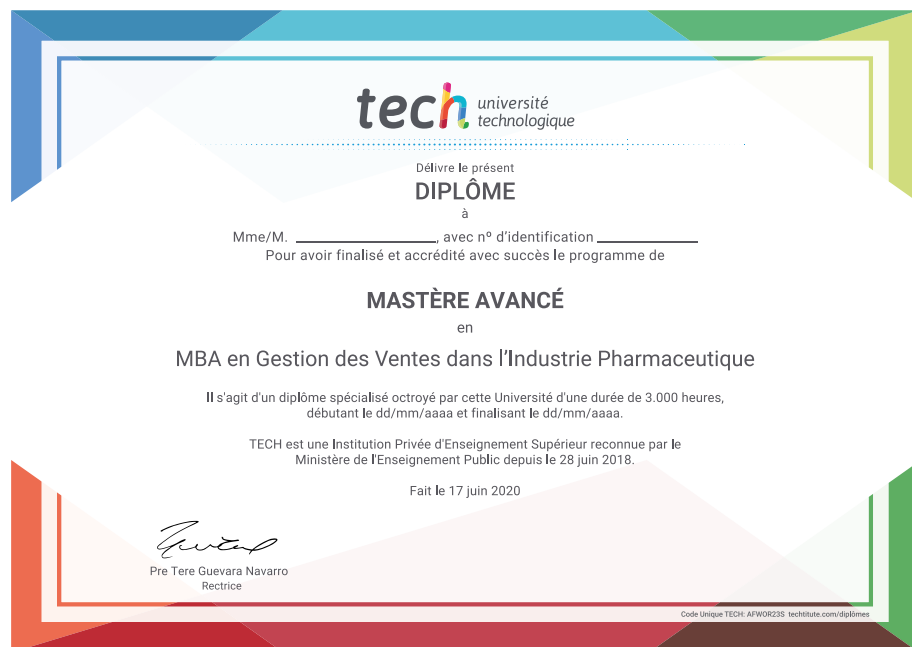 tech université
technologique
Délivre le présent
DIPLÔME
à
Mme/M. ____________, avec nº d'identification ____________
Pour avoir finalisé et accrédité avec succès le programme de
MASTÈRE AVANCÉ
en
MBA en Gestion des Ventes dans l'Industrie Pharmaceutique
Il s'agit d'un diplôme spécialisé octroyé par cette Université d'une durée de 3.000 heures,
débutant le dd/mm/aaaa et finalisant le dd/mm/aaaa.
TECH est une Institution Privée d'Enseignement Supérieur reconnue par le
Ministère de l'Enseignement Public depuis le 28 juin 2018.
Fait le 17 juin 2020
Pre Tere Guevara Navarro
Rectrice
Code Unique TECH: AFWOR23S techtitute.com/diplômes